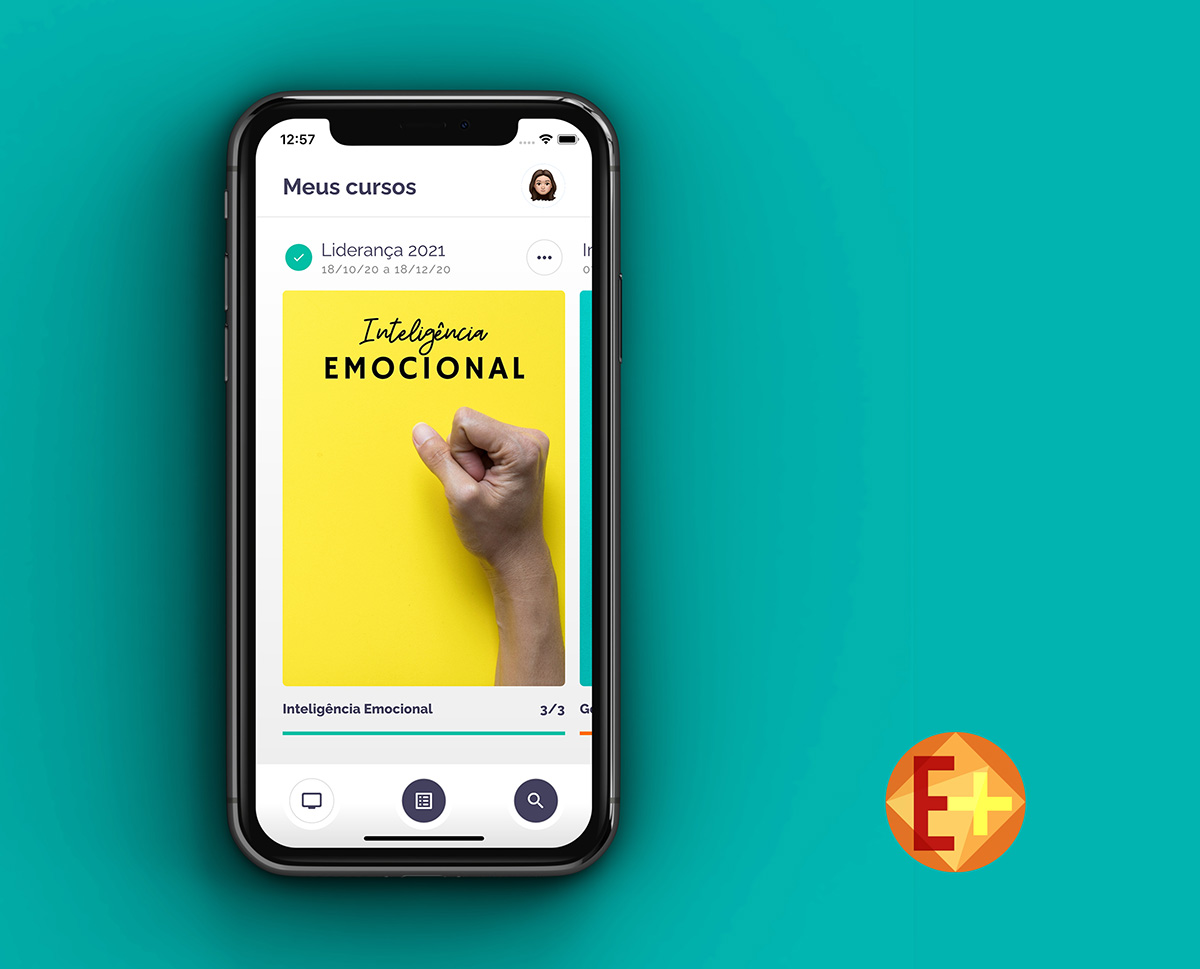 12:57
Meus cursos
Liderança 2021
18/10/20 a 18/12/20
Inteligência
EMOCIONAL
Inteligência Emocional 3/3
E+